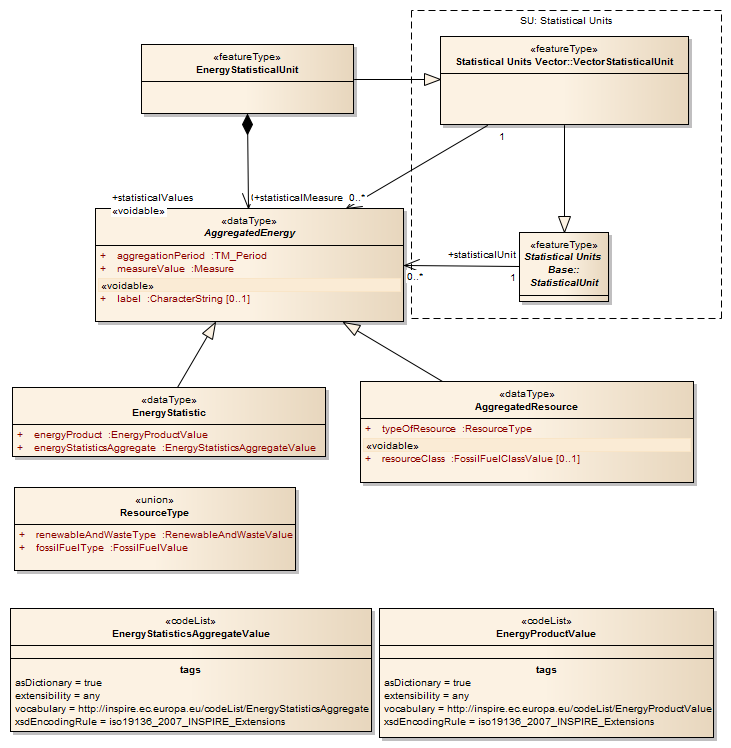 SU: Statistical Units
«featureType»
EnergyStatisticalUnit
«featureType»
Statistical Units Vector::VectorStatisticalUnit
1
+statisticalValues
«voidable»
+statisticalMeasure 0..*
«dataType»
AggregatedEnergy
+ aggregationPeriod :TM_Period
+ measureValue :Measure
«voidable»
+ label :CharacterString [0..1]
+statisticalUnit
0..*
1
«featureType»
Statistical Units
Base::
StatisticalUnit
«dataType»
EnergyStatistic
+ energyProduct :EnergyProductValue
+ energyStatisticsAggregate :EnergyStatisticsAggregateValue
«dataType»
AggregatedResource
+ typeOfResource :ResourceType
«voidable»
+ resourceClass :FossilFuelClassValue [0..1]
«union»
ResourceType
+ renewableAndWasteType :RenewableAndWasteValue
+ fossilFuelType :FossilFuelValue
«codeList»
EnergyStatisticsAggregateValue
tags
asDictionary = true
extensibility = any
vocabulary = http://inspire.ec.europa.eu/codeList/EnergyStatisticsAggregate
xsdEncodingRule = iso19136_2007_INSPIRE_Extensions
«codeList»
EnergyProductValue
tags
asDictionary = true
extensibility = any
vocabulary = http://inspire.ec.europa.eu/codeList/EnergyProductValue
xsdEncodingRule = iso19136_2007_INSPIRE_Extensions